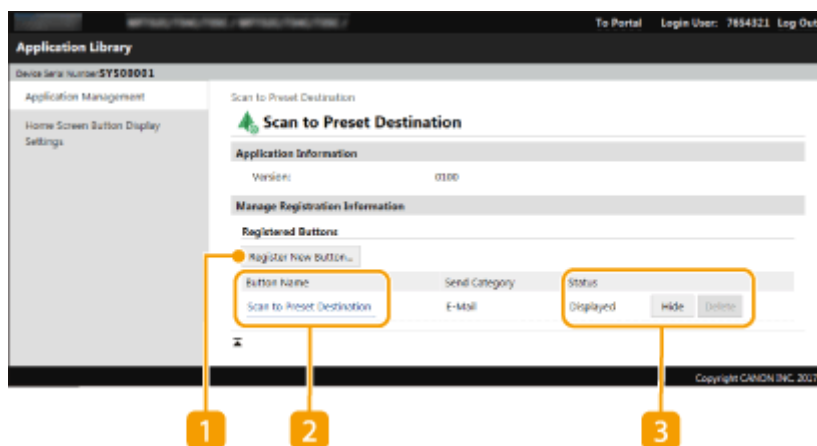 To Portal Login User: 7654321 Log Out
Application Library
Device Serial Number:SYS00001
Application Management
Home Screen Button Display
Settings
Scan to Preset Destination
Scan to Preset Destination
Application Information
Version: 0100
Manage Registration Information
Registered Buttons
Register New Button...
Button Name Send Category Status
Scan to Preset Destination E-Mail Displayed Hide Delete
Copyright CANON INC. 2017
1 2 3